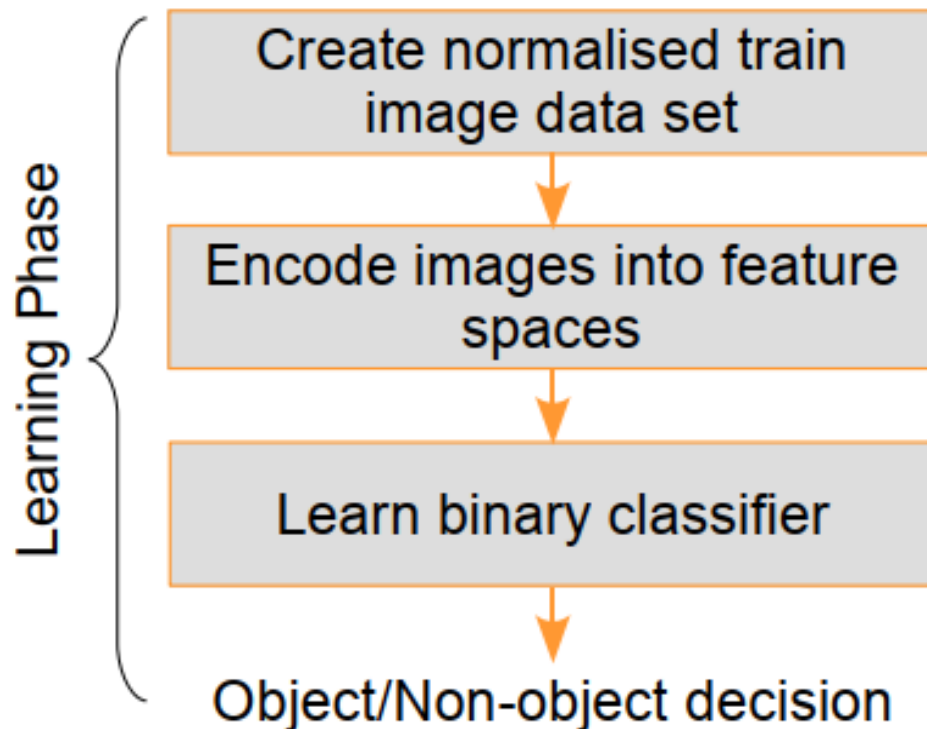 Learning Phase
Create normalised train
image data set
Encode images into feature
spaces
Learn binary classifier
Object/Non-object decision